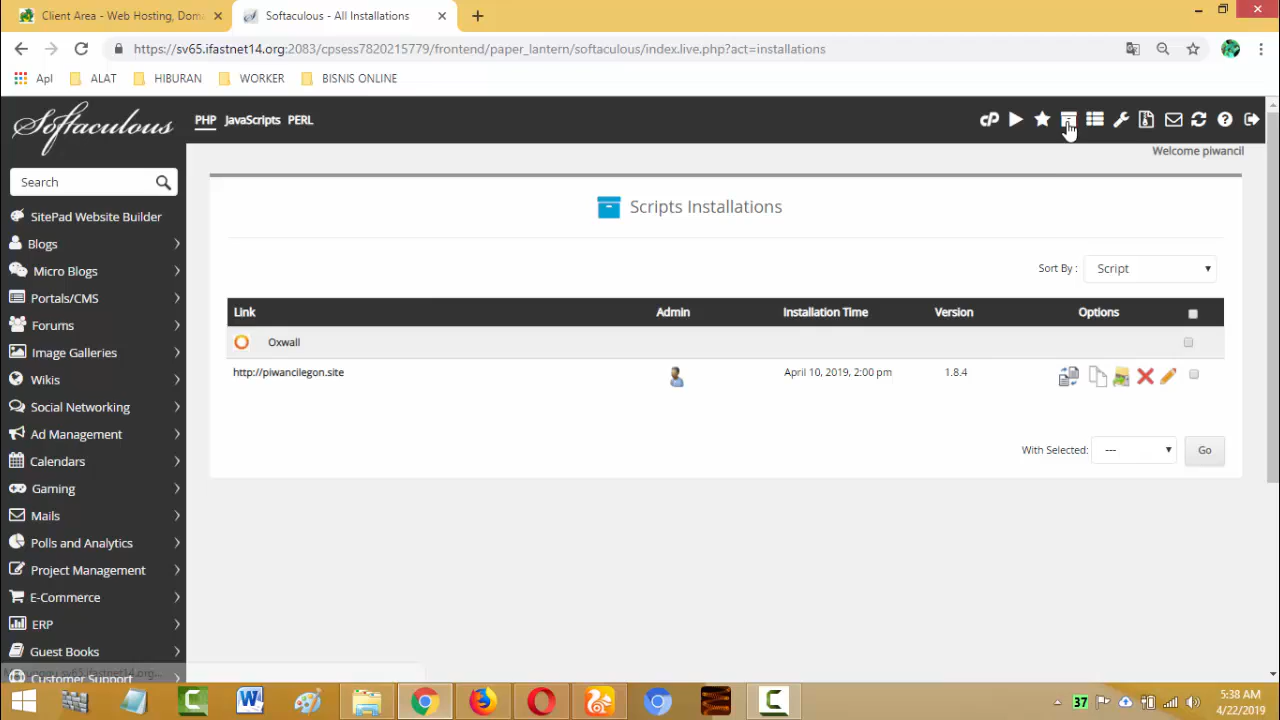 Client Area - Web Hosting, Dom
Softaculous - All Installations
https://sv65.ifastnet14.org:2083/cpsess7820215779/frontend/paper_lantern/softaculous/index.live.php?act=installations
Apl ALAT HIBURAN WORKER BISNIS ONLINE
Softaculous PHP JavaScripts PERL cP
Welcome piwancil
Search
SitePad Website Builder
Blogs
Micro Blogs
Portals/CMS
Forums
Image Galleries
Wikis
Social Networking
Ad Management
Calendars
Gaming
Mails
Polls and Analytics
Project Management
E-Commerce
ERP
Guest Books
Customer Support
Scripts Installations
Sort By : Script
Link Admin Installation Time Version Options
Oxwall
http://piwancilegon.site April 10, 2019, 2:00 pm 1.8.4
With Selected: --- Go
37 5:38 AM
4/22/2019